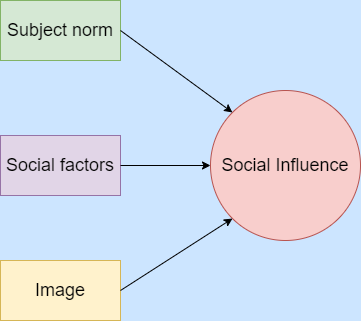 Subject norm
Social factors
Social Influence
Image